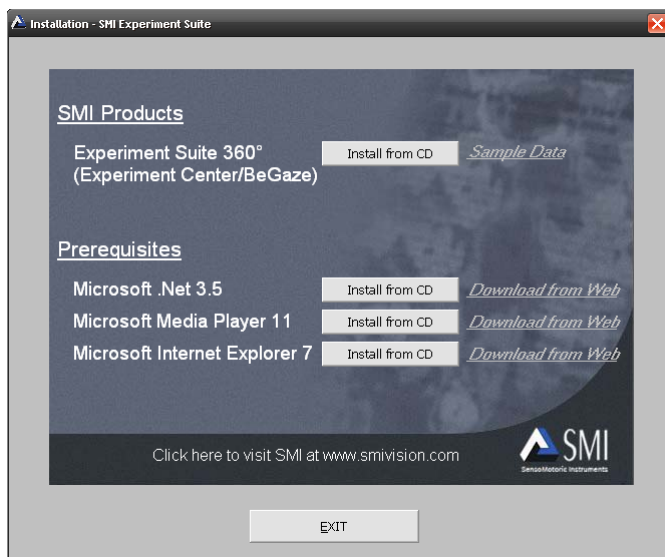 Installation - SMI Experiment Suite
SMI Products
Experiment Suite 360° Install from CD Sample Data
(Experiment Center/BeGaze)
Prerequisites
Microsoft .Net 3.5 Install from CD Download from Web
Microsoft Media Player 11 Install from CD Download from Web
Microsoft Internet Explorer 7 Install from CD Download from Web
Click here to visit SMI at www.smivision.com
SMI
SensoMotoric Instruments
EXIT